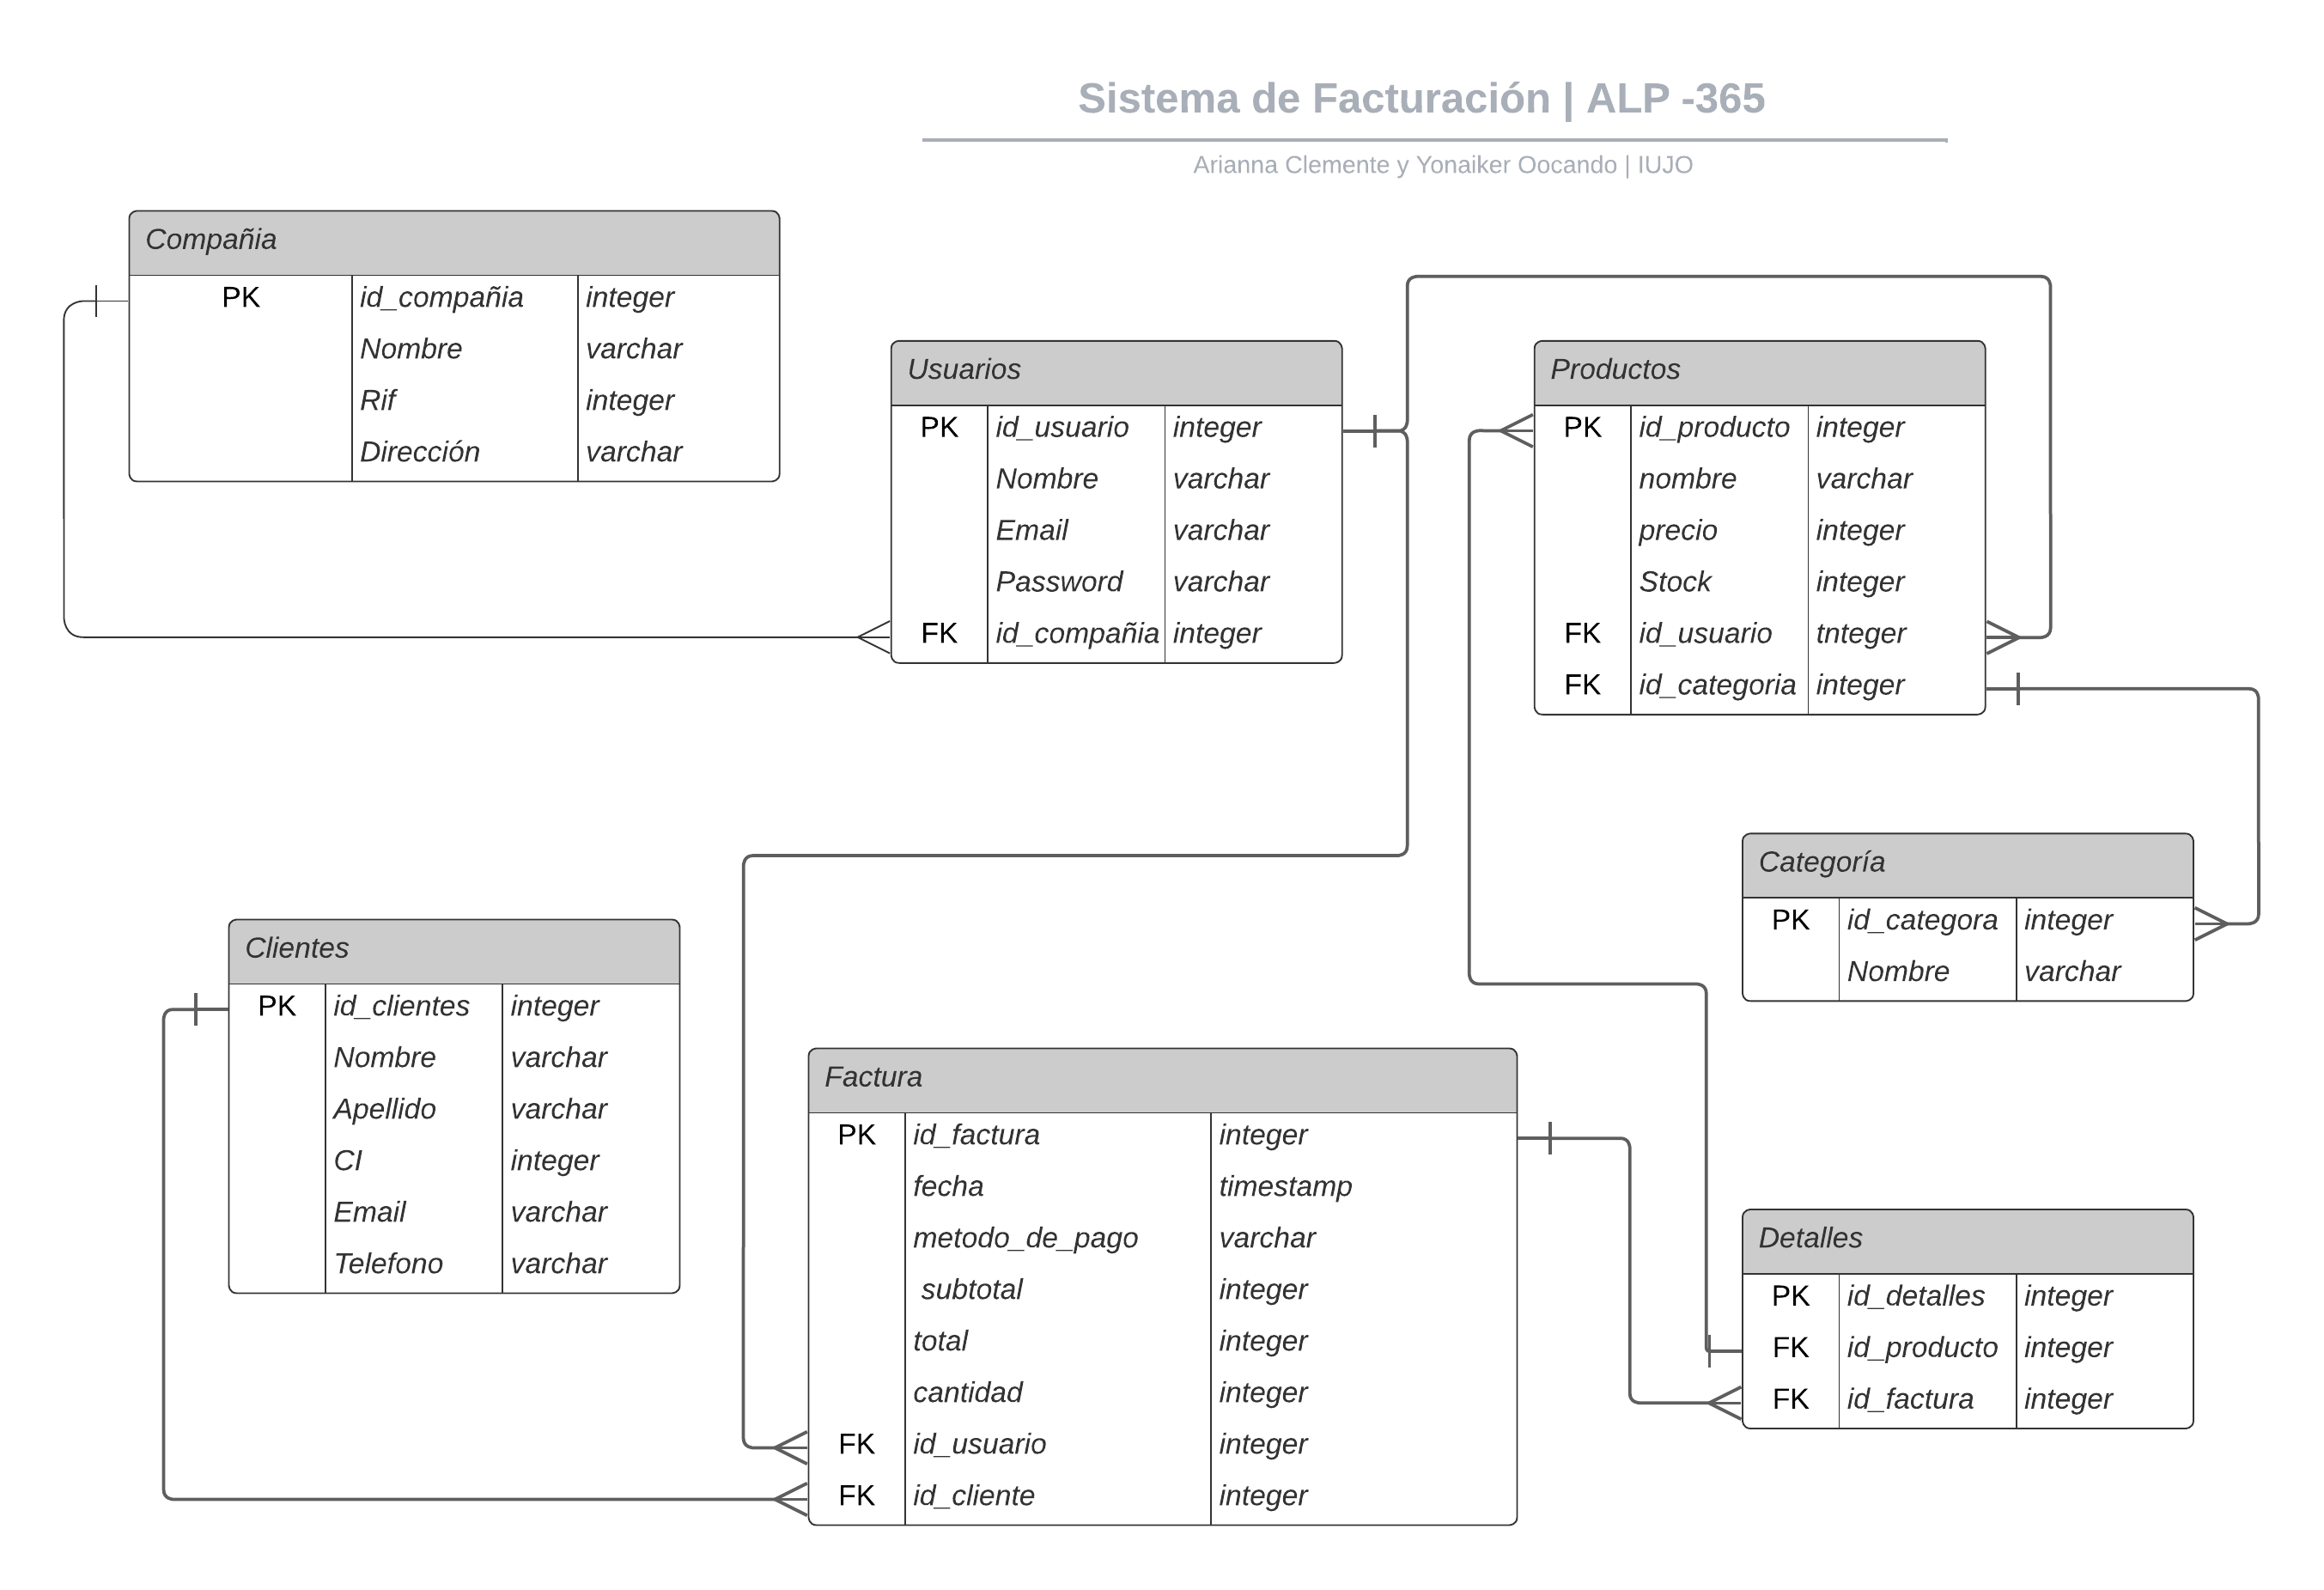 Sistema de Facturación | ALP -365
Arianna Clemente y Yonaiker Oocando | IUJO
Compañia
PK id_compañia integer
Nombre varchar
Rif integer
Dirección varchar
Usuarios
PK id_usuario integer
Nombre varchar
Email varchar
Password varchar
FK id_compañia integer
Productos
PK id_producto integer
nombre varchar
precio integer
Stock integer
FK id_usuario tnteger
FK id_categoria integer
Categoría
PK id_categora integer
Nombre varchar
Clientes
PK id_clientes integer
Nombre varchar
Apellido varchar
CI integer
Email varchar
Telefono varchar
Factura
PK id_factura integer
fecha timestamp
metodo_de_pago varchar
subtotal integer
total integer
cantidad integer
FK id_usuario integer
FK id_cliente integer
Detalles
PK id_detalles integer
FK id_producto integer
FK id_factura integer